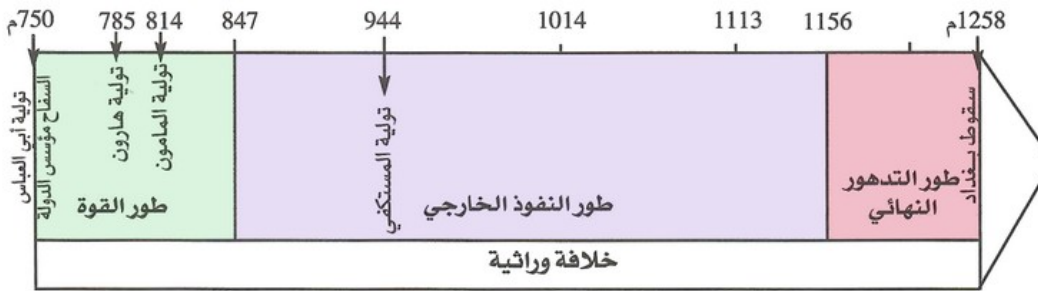 750م
785
814
847
944
1014
1113
1156
1258م
تولية أبي العباس
السفاح مؤسس الدولة
تولية هارون
تولية المامون
تولية المستكفي
سقوط بغداد
طور القوة
طور النفوذ الخارجي
طور التدهور
النهائي
خلافة وراثية